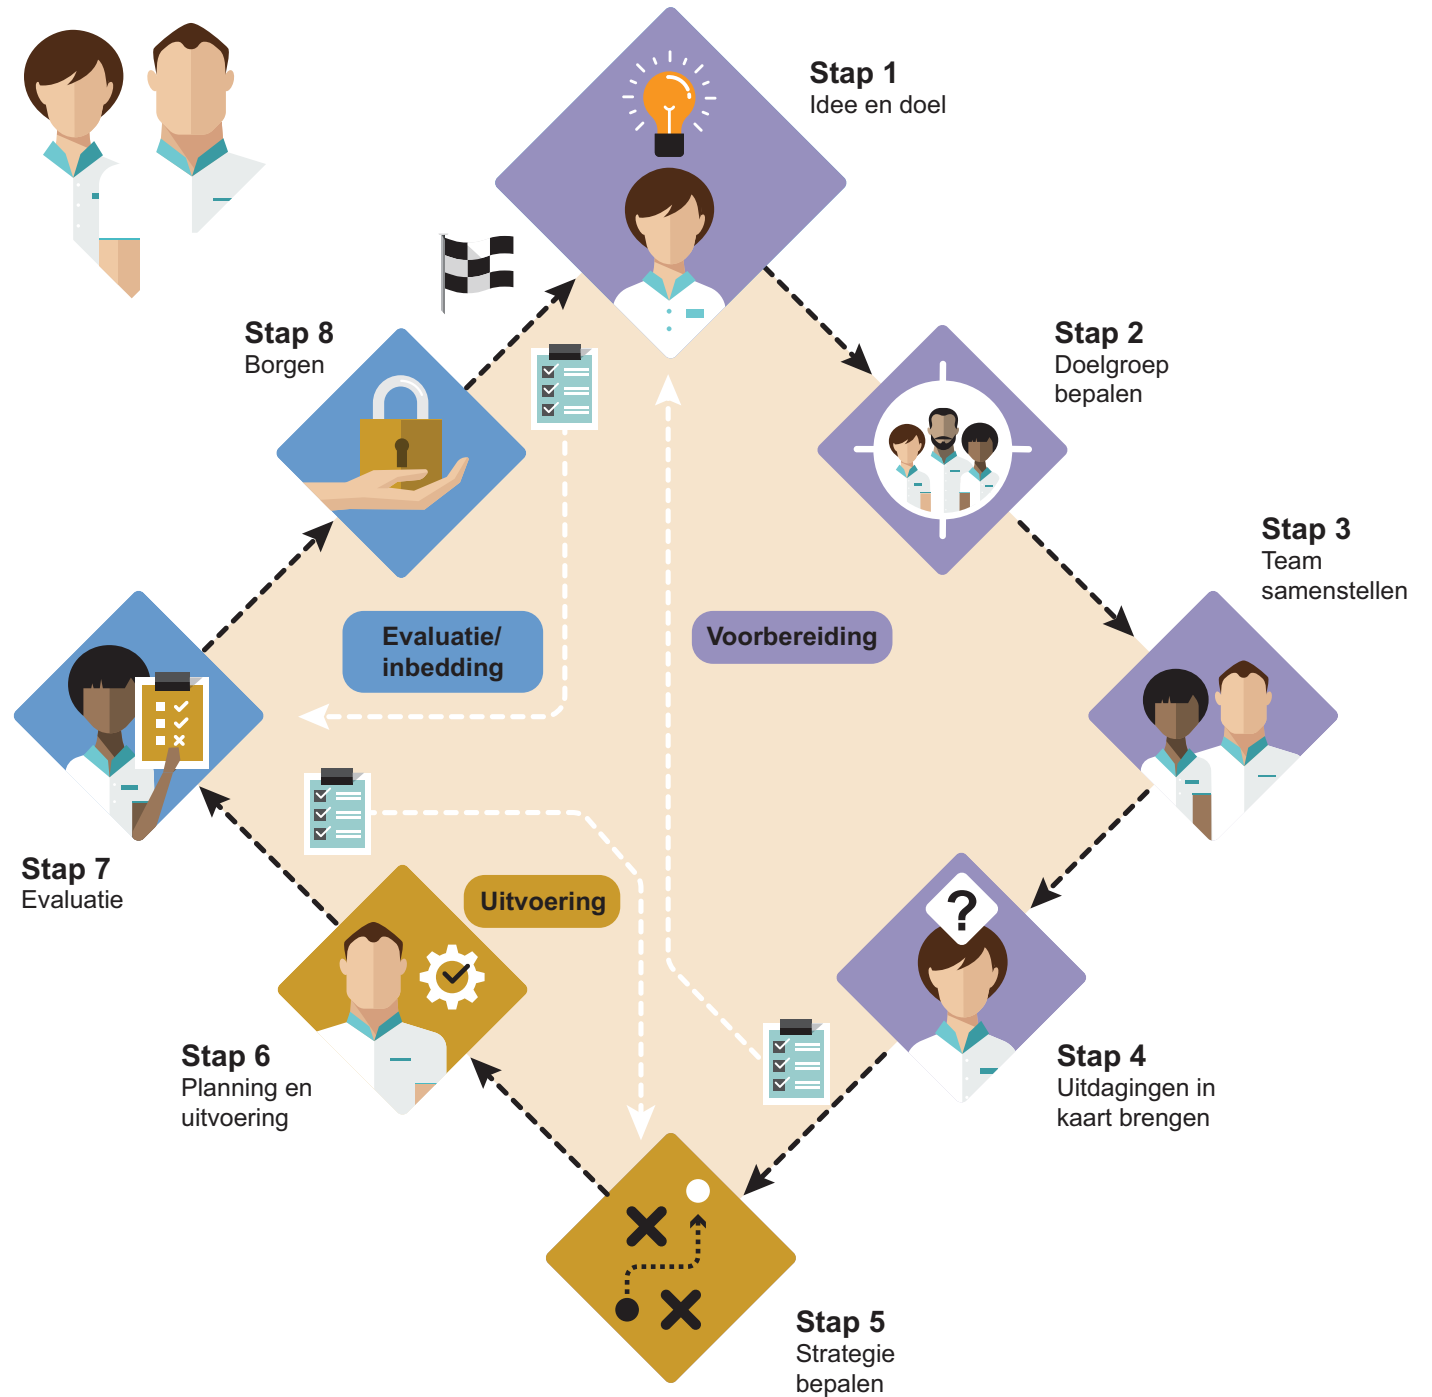 Stap 1
Idee en doel
Stap 2
Doelgroep
bepalen
Stap 3
Team
samenstellen
Stap 4
Uitdagingen in
kaart brengen
Stap 5
Strategie
bepalen
Stap 6
Planning en
uitvoering
Stap 7
Evaluatie
Stap 8
Borgen
Evaluatie/
inbedding
Voorbereiding
Uitvoering
?